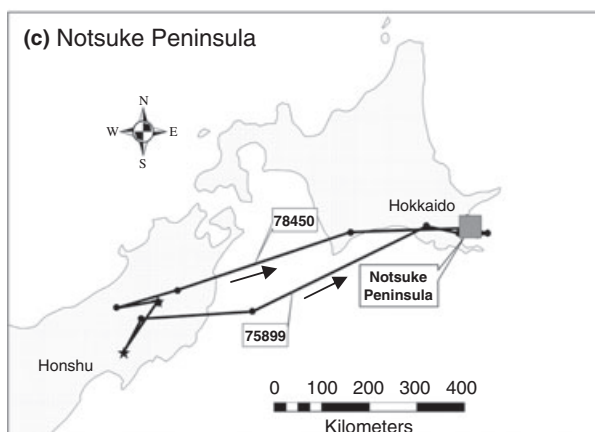 (c) Notsuke Peninsula
N
W E
S
Hokkaido
78450
Notsuke
Peninsula
75899
Honshu
0 100 200 300 400
Kilometers